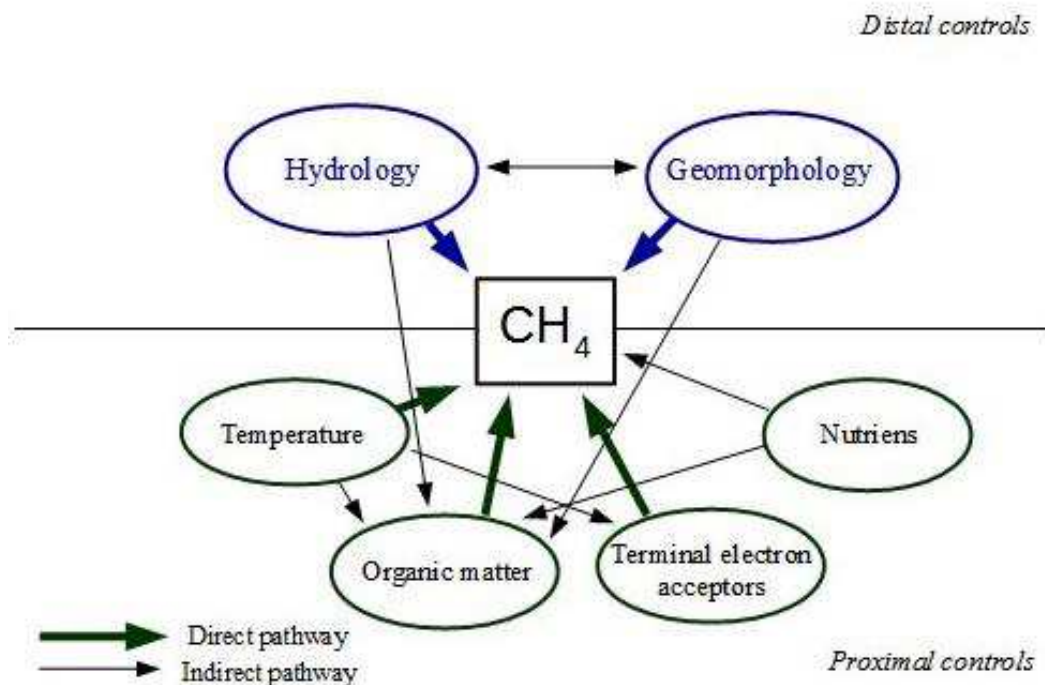 Distal controls
Hydrology
Geomorphology
CH₄
Temperature
Nutriens
Organic matter
Terminal electron
acceptors
Direct pathway
Indirect pathway
Proximal controls